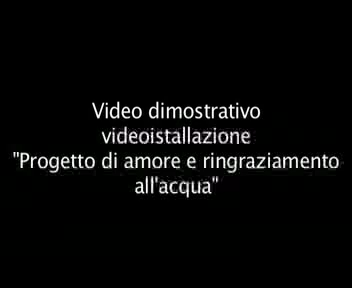 Video dimostrativo
videoistallazione
"Progetto di amore e ringraziamento
all'acqua"